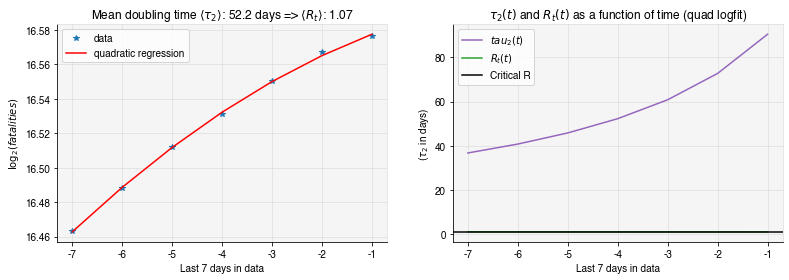 Mean doubling time ⟨τ₂⟩: 52.2 days => ⟨Rₜ⟩: 1.07
data
quadratic regression
log₂(fatalities)
16.58
16.56
16.54
16.52
16.50
16.48
16.46
-7 -6 -5 -4 -3 -2 -1
Last 7 days in data
τ₂(t) and Rₜ(t) as a function of time (quad logfit)
tau₂(t)
Rₜ(t)
Critical R
(τ₂ in days)
80
60
40
20
0
-7 -6 -5 -4 -3 -2 -1
Last 7 days in data